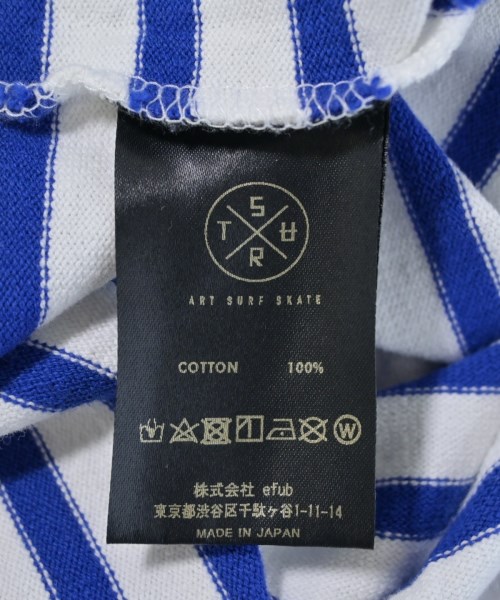 S
T U
R
ART SURF SKATE
COTTON 100%
W
株式会社 efub
東京都渋谷区千駄ヶ谷1-11-14
MADE IN JAPAN